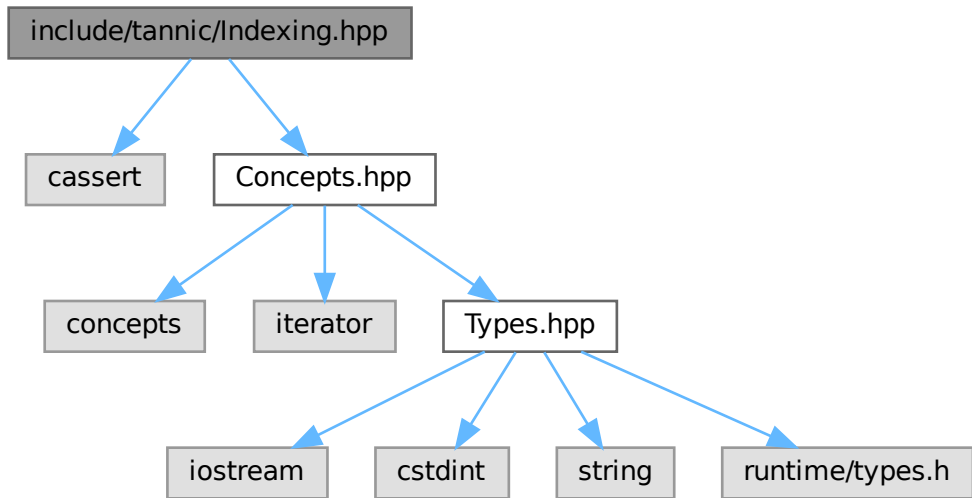 include/tannic/Indexing.hpp
cassert
Concepts.hpp
concepts
iterator
Types.hpp
iostream
cstdint
string
runtime/types.h